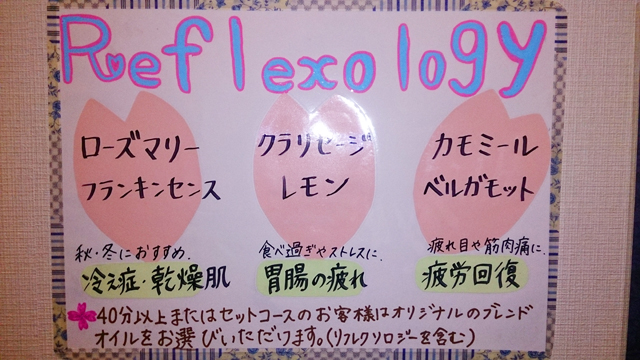 Reflexology
ローズマリー
フランキンセンス
秋・冬におすすめ.
冷え症・乾燥肌
クラリセージ
レモン
食べ過ぎやストレスに.
胃腸の疲れ
カモミール
ベルガモット
疲れ目や筋肉痛に.
疲労回復
40分以上またはセットコースのお客様はオリジナルのブレンド
オイルをお選びいただけます。(リフレクソロジーを含む)